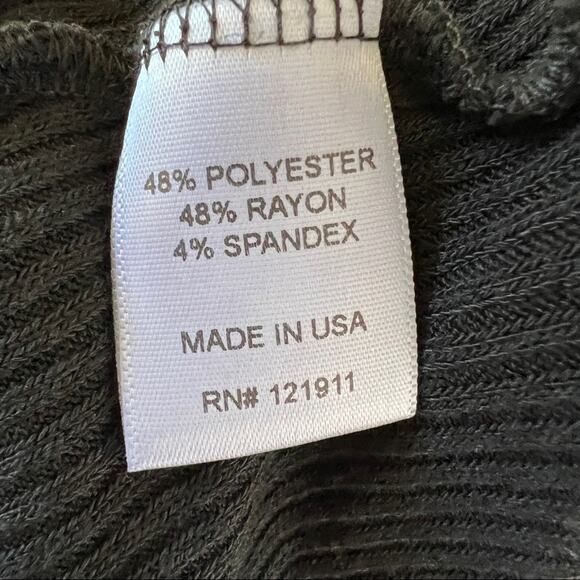 48% POLYESTER
48% RAYON
4% SPANDEX
MADE IN USA
RN# 121911